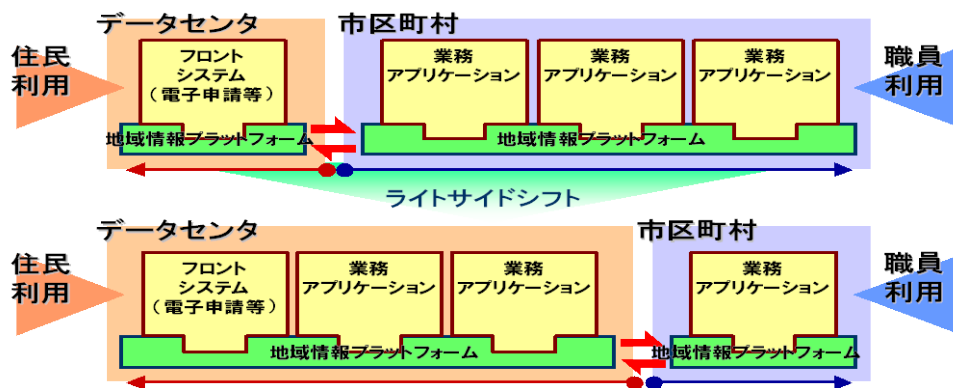 データセンタ
市区町村
住民
利用
フロント
システム
（電子申請等）
業務
アプリケーション
業務
アプリケーション
業務
アプリケーション
職員
利用
地域情報プラットフォーム
地域情報プラットフォーム
ライトサイドシフト
データセンタ
市区町村
住民
利用
フロント
システム
（電子申請等）
業務
アプリケーション
業務
アプリケーション
業務
アプリケーション
職員
利用
地域情報プラットフォーム
地域情報プラットフォーム